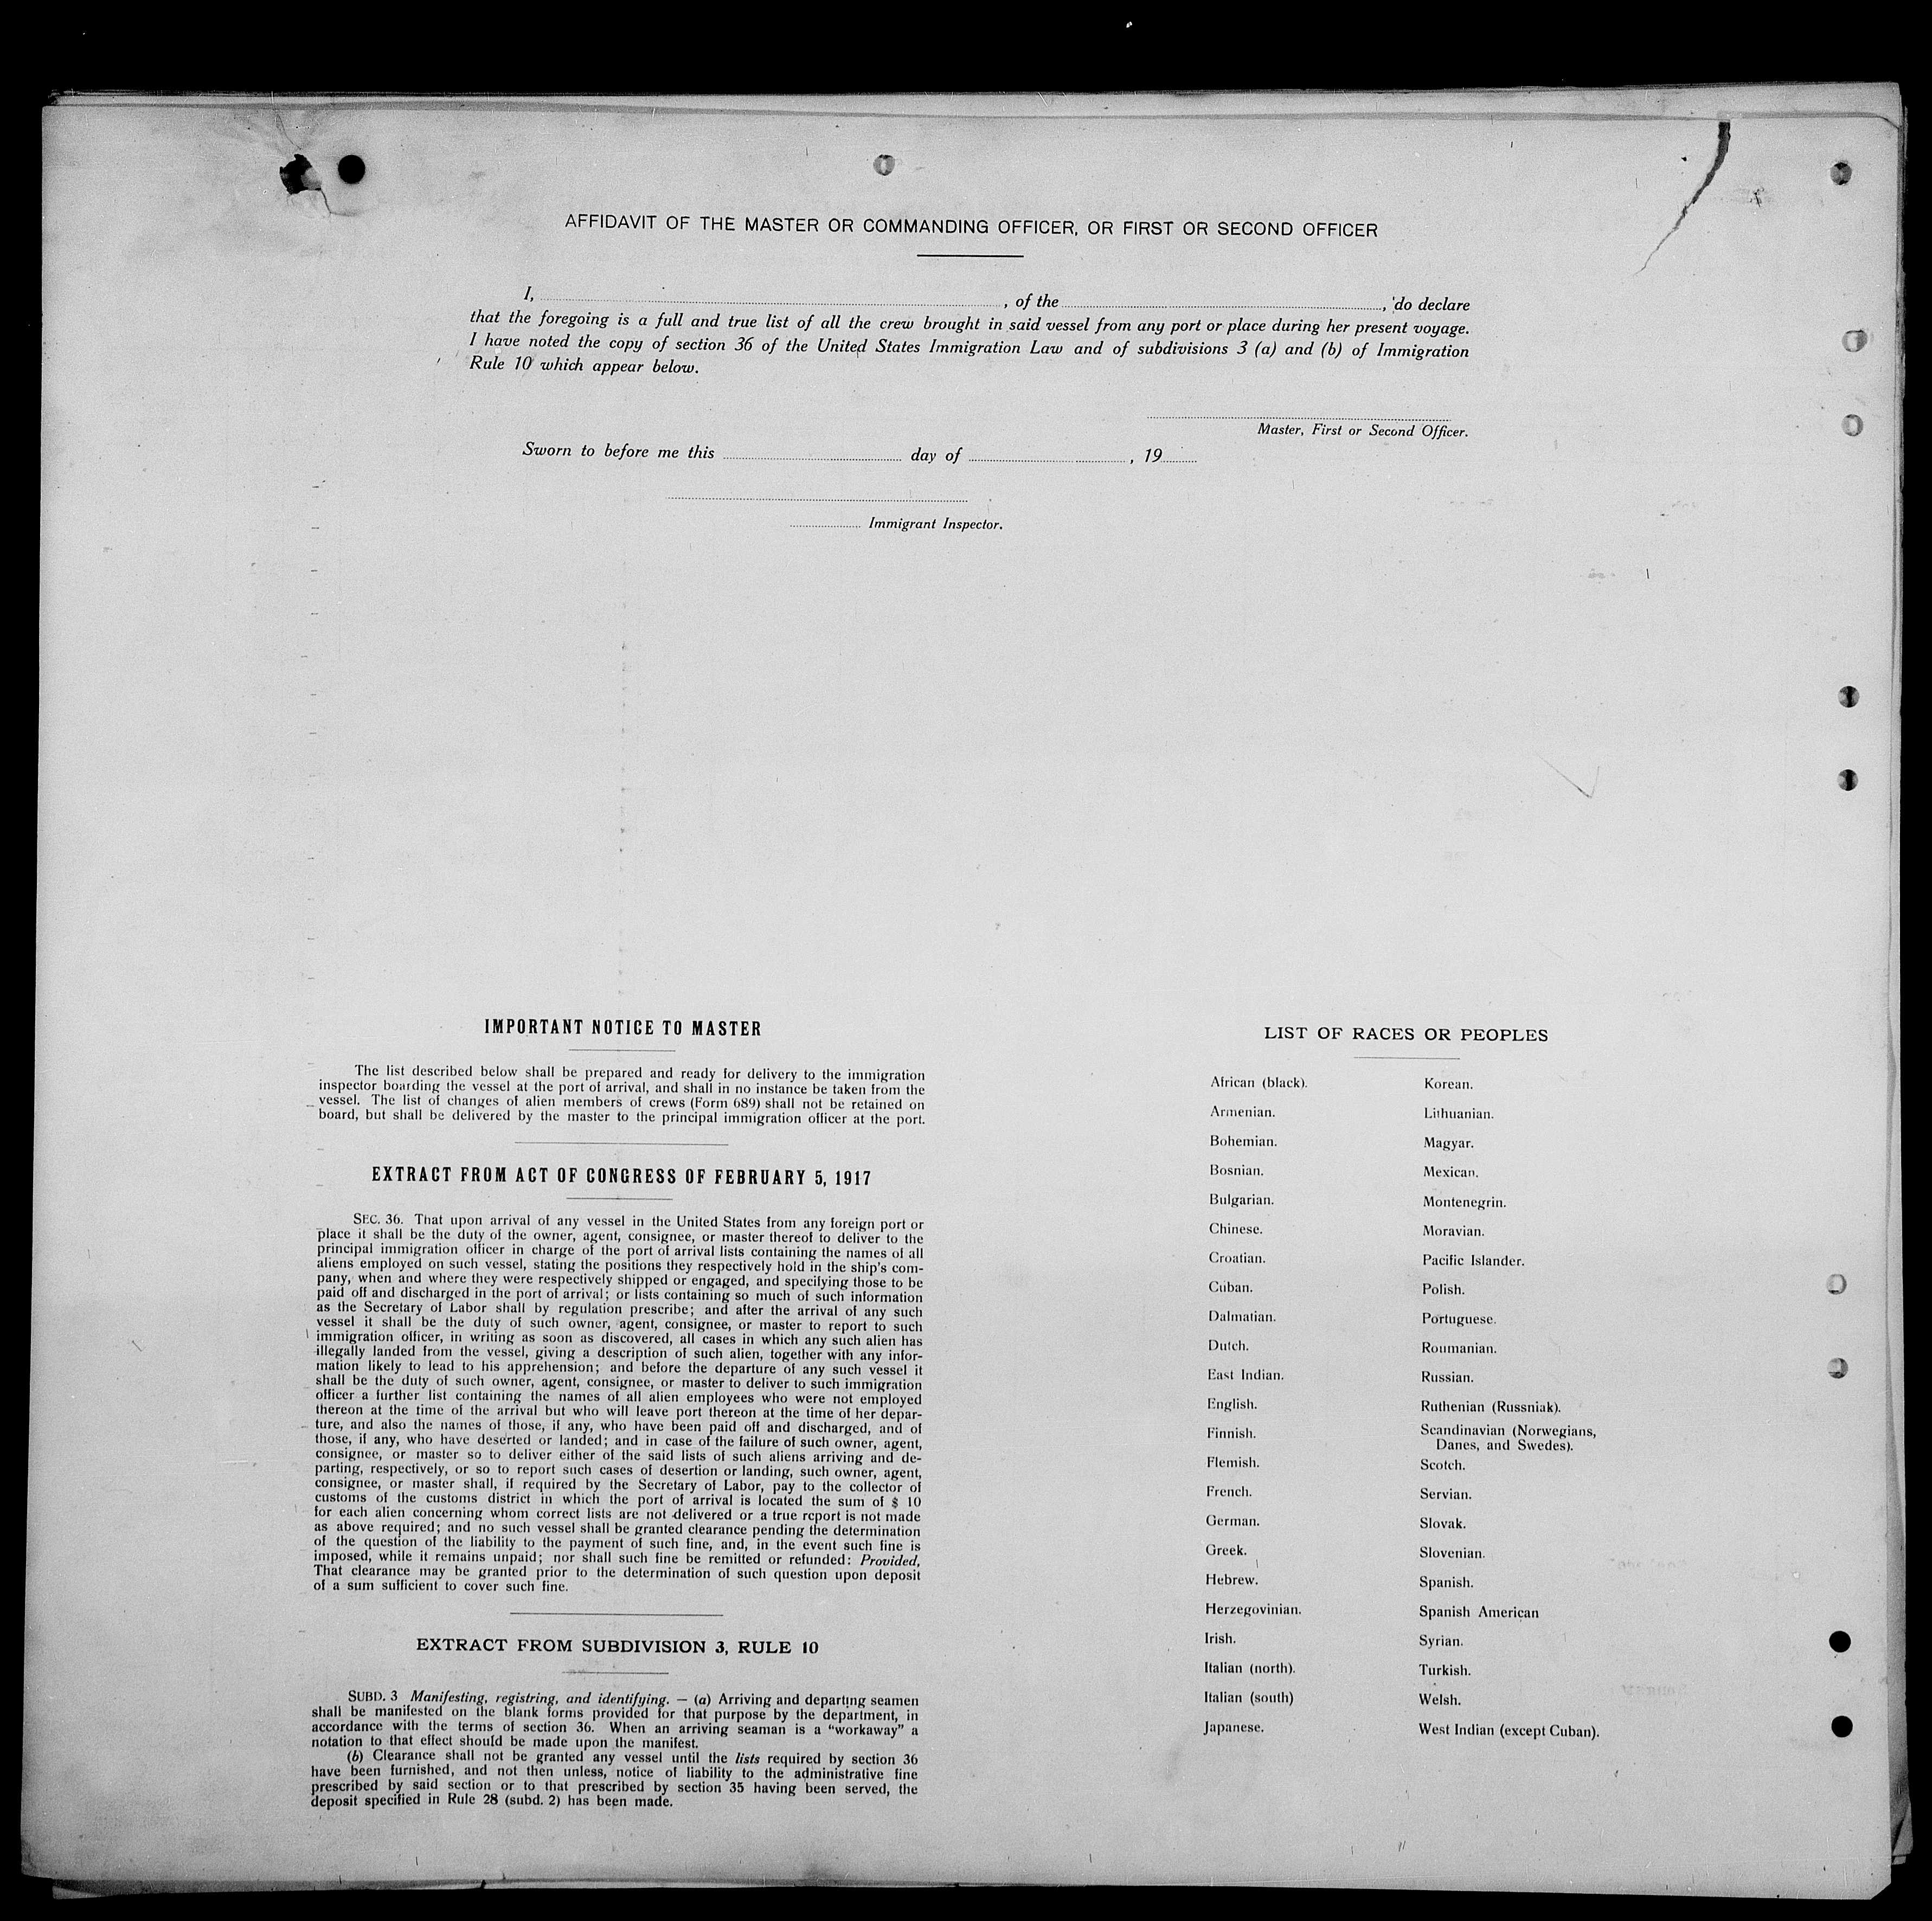 AFFIDAVIT OF THE MASTER OR COMMANDING OFFICER, OR FIRST OR SECOND OFFICER
I, , of the , do declare
that the foregoing is a full and true list of all the crew brought in said vessel from any port or place during her present voyage.
I have noted the copy of section 36 of the United States Immigration Law and of subdivisions 3 (a) and (b) of Immigration
Rule 10 which appear below.
Master, First or Second Officer.
Sworn to before me this day of , 19
Immigrant Inspector.
IMPORTANT NOTICE TO MASTER
The list described below shall be prepared and ready for delivery to the immigration
inspector boarding the vessel at the port of arrival, and shall in no instance be taken from the
vessel. The list of changes of alien members of crews (Form 689) shall not be retained on
board, but shall be delivered by the master to the principal immigration officer at the port.
EXTRACT FROM ACT OF CONGRESS OF FEBRUARY 5, 1917
SEC. 36. That upon arrival of any vessel in the United States from any foreign port or
place it shall be the duty of the owner, agent, consignee, or master thereof to deliver to the
principal immigration officer in charge of the port of arrival lists containing the names of all
aliens employed on such vessel, stating the positions they respectively hold in the ship's com-
pany, when and where they were respectively shipped or engaged, and specifying those to be
paid off and discharged in the port of arrival; or lists containing so much of such information
as the Secretary of Labor shall by regulation prescribe; and after the arrival of any such
vessel it shall be the duty of such owner, agent, consignee, or master to report to such
immigration officer, in writing as soon as discovered, all cases in which any such alien has
illegally landed from the vessel, giving a description of such alien, together with any infor-
mation likely to lead to his apprehension; and before the departure of any such vessel it
shall be the duty of such owner, agent, consignee, or master to deliver to such immigration
officer a further list containing the names of all alien employees who were not employed
thereon at the time of the arrival but who will leave port thereon at the time of her depar-
ture, and also the names of those, if any, who have been paid off and discharged, and of
those, if any, who have deserted or landed; and in case of the failure of such owner, agent,
consignee, or master so to deliver either of the said lists of such aliens arriving and de-
parting, respectively, or so to report such cases of desertion or landing, such owner, agent,
consignee, or master shall, if required by the Secretary of Labor, pay to the collector of
customs of the customs district in which the port of arrival is located the sum of $ 10
for each alien concerning whom correct lists are not delivered or a true report is not made
as above required; and no such vessel shall be granted clearance pending the determination
of the question of the liability to the payment of such fine, and, in the event such fine is
imposed, while it remains unpaid; nor shall such fine be remitted or refunded: Provided,
That clearance may be granted prior to the determination of such question upon deposit
of a sum sufficient to cover such fine.
EXTRACT FROM SUBDIVISION 3, RULE 10
SUBD. 3 Manifesting, registring, and identifying. — (a) Arriving and departing seamen
shall be manifested on the blank forms provided for that purpose by the department, in
accordance with the terms of section 36. When an arriving seaman is a "workaway" a
notation to that effect should be made upon the manifest.
(b) Clearance shall not be granted any vessel until the lists required by section 36
have been furnished, and not then unless, notice of liability to the administrative fine
prescribed by said section or to that prescribed by section 35 having been served, the
deposit specified in Rule 28 (subd. 2) has been made.
LIST OF RACES OR PEOPLES
African (black).
Armenian.
Bohemian.
Bosnian.
Bulgarian.
Chinese.
Croatian.
Cuban.
Dalmatian.
Dutch.
East Indian.
English.
Finnish.
Flemish.
French.
German.
Greek.
Hebrew.
Herzegovinian.
Irish.
Italian (north).
Italian (south)
Japanese.
Korean.
Lithuanian.
Magyar.
Mexican.
Montenegrin.
Moravian.
Pacific Islander.
Polish.
Portuguese.
Roumanian.
Russian.
Ruthenian (Russniak).
Scandinavian (Norwegians,
Danes, and Swedes).
Scotch.
Servian.
Slovak.
Slovenian.
Spanish.
Spanish American
Syrian.
Turkish.
Welsh.
West Indian (except Cuban).